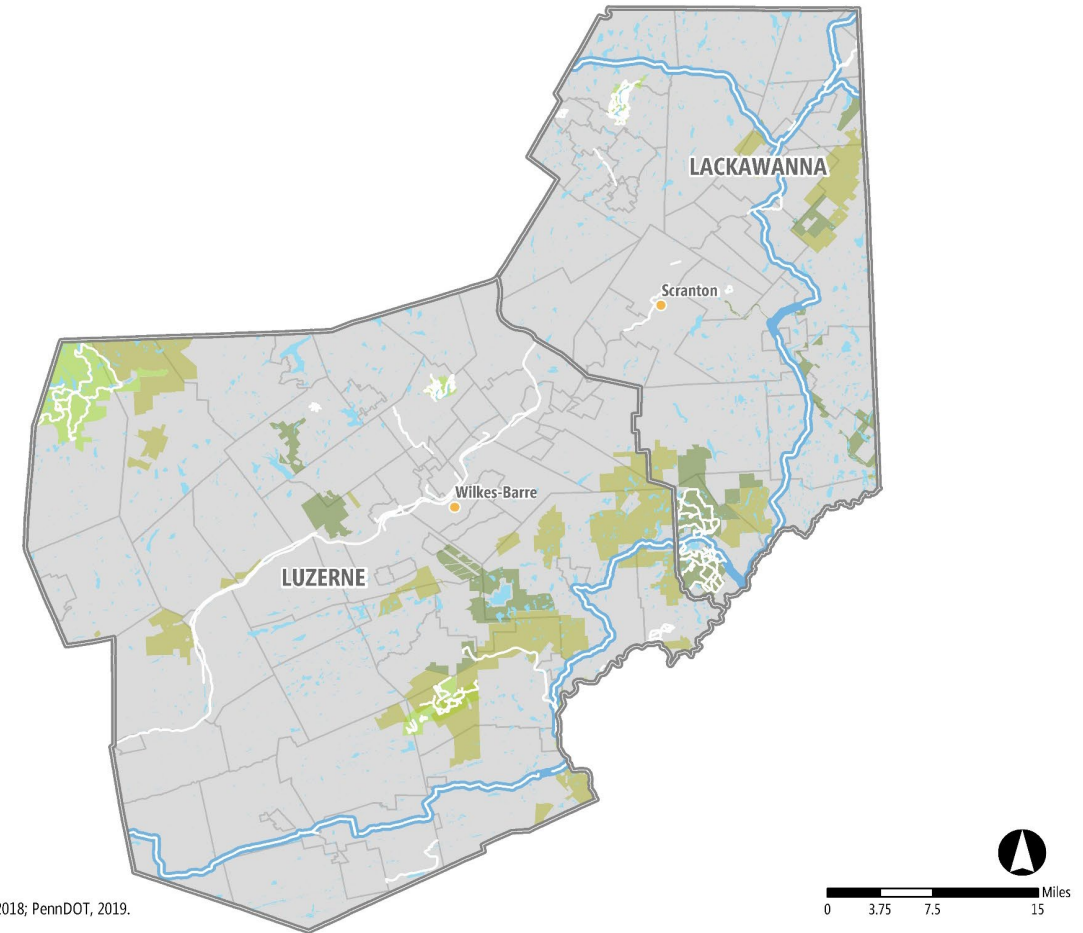 LACKAWANNA
Scranton
Wilkes-Barre
LUZERNE
2018; PennDOT, 2019.
Miles
0 3.75 7.5 15